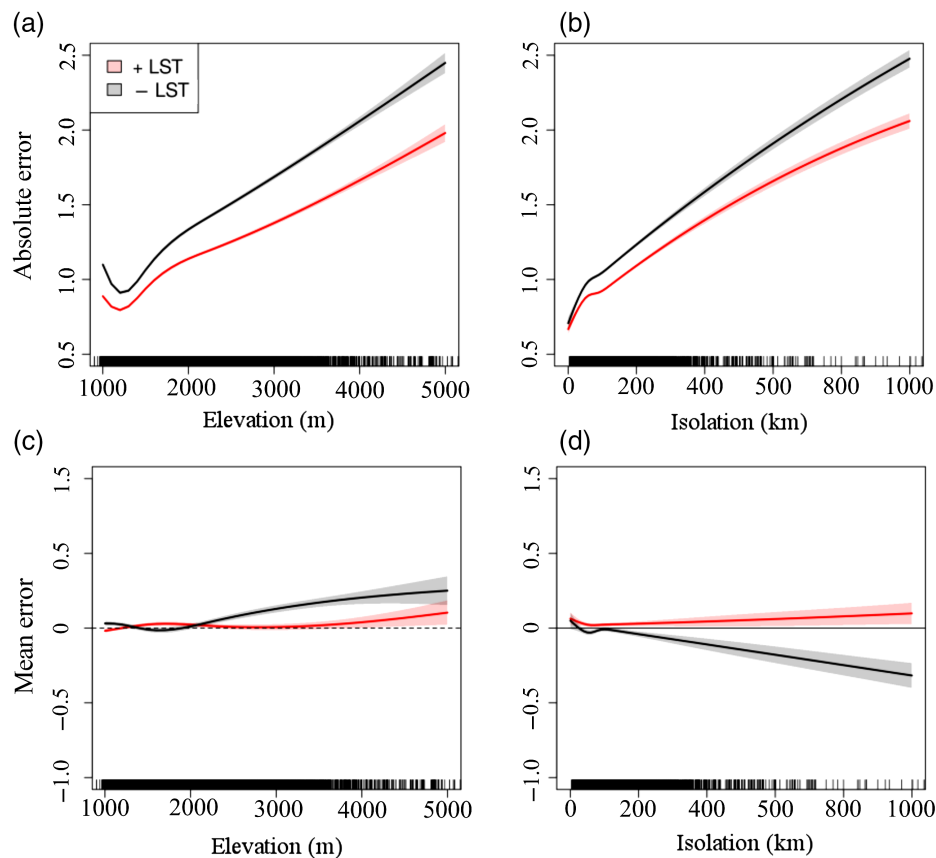 (a)
+ LST
− LST
Absolute error
2.5
2.0
1.5
1.0
0.5
1000 2000 3000 4000 5000
Elevation (m)
(b)
2.5
2.0
1.5
1.0
0.5
0 200 400 600 800 1000
Isolation (km)
(c)
Mean error
1.5
0.5
0
−0.5
−1.0
1000 2000 3000 4000 5000
Elevation (m)
(d)
1.5
0.5
0
−0.5
−1.0
0 200 400 600 800 1000
Isolation (km)